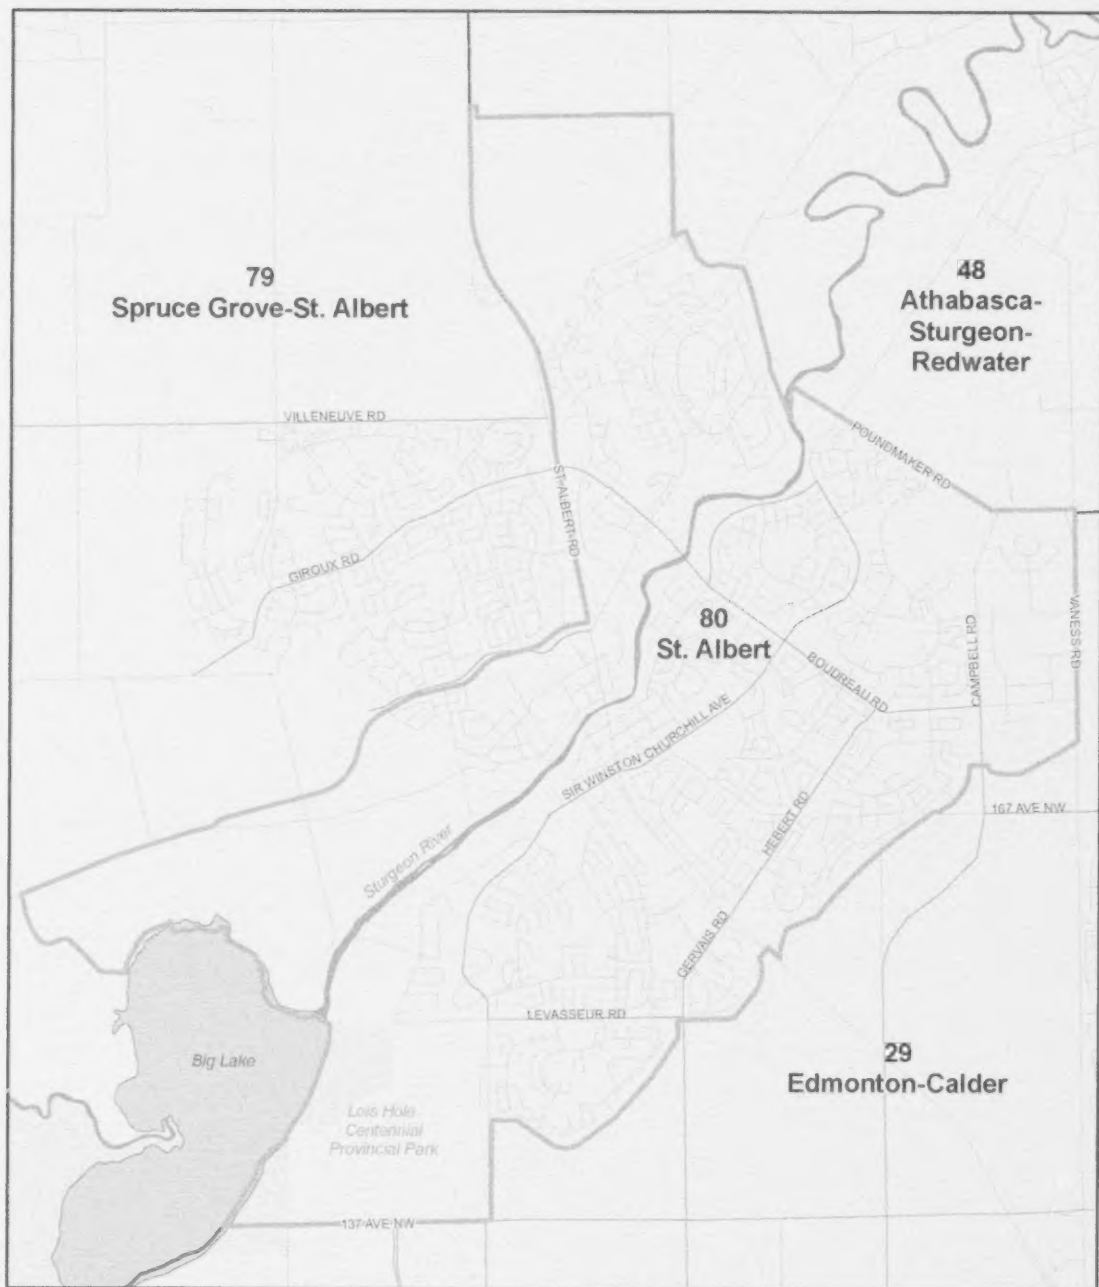 79
Spruce Grove-St. Albert
48
Athabasca-
Sturgeon-
Redwater
VILLENEUVE RD
POUNDMAKER RD
ST. ALBERT RD
GIROUX RD
80
St. Albert
VANESS RD
CAMPBELL RD
BOUDREAU RD
SIR WINSTON CHURCHILL AVE
167 AVE NW
HEBERT RD
Sturgeon River
GERVAIS RD
LEVASSEUR RD
29
Edmonton-Calder
Big Lake
Lois Hole
Centennial
Provincial Park
137 AVE NW